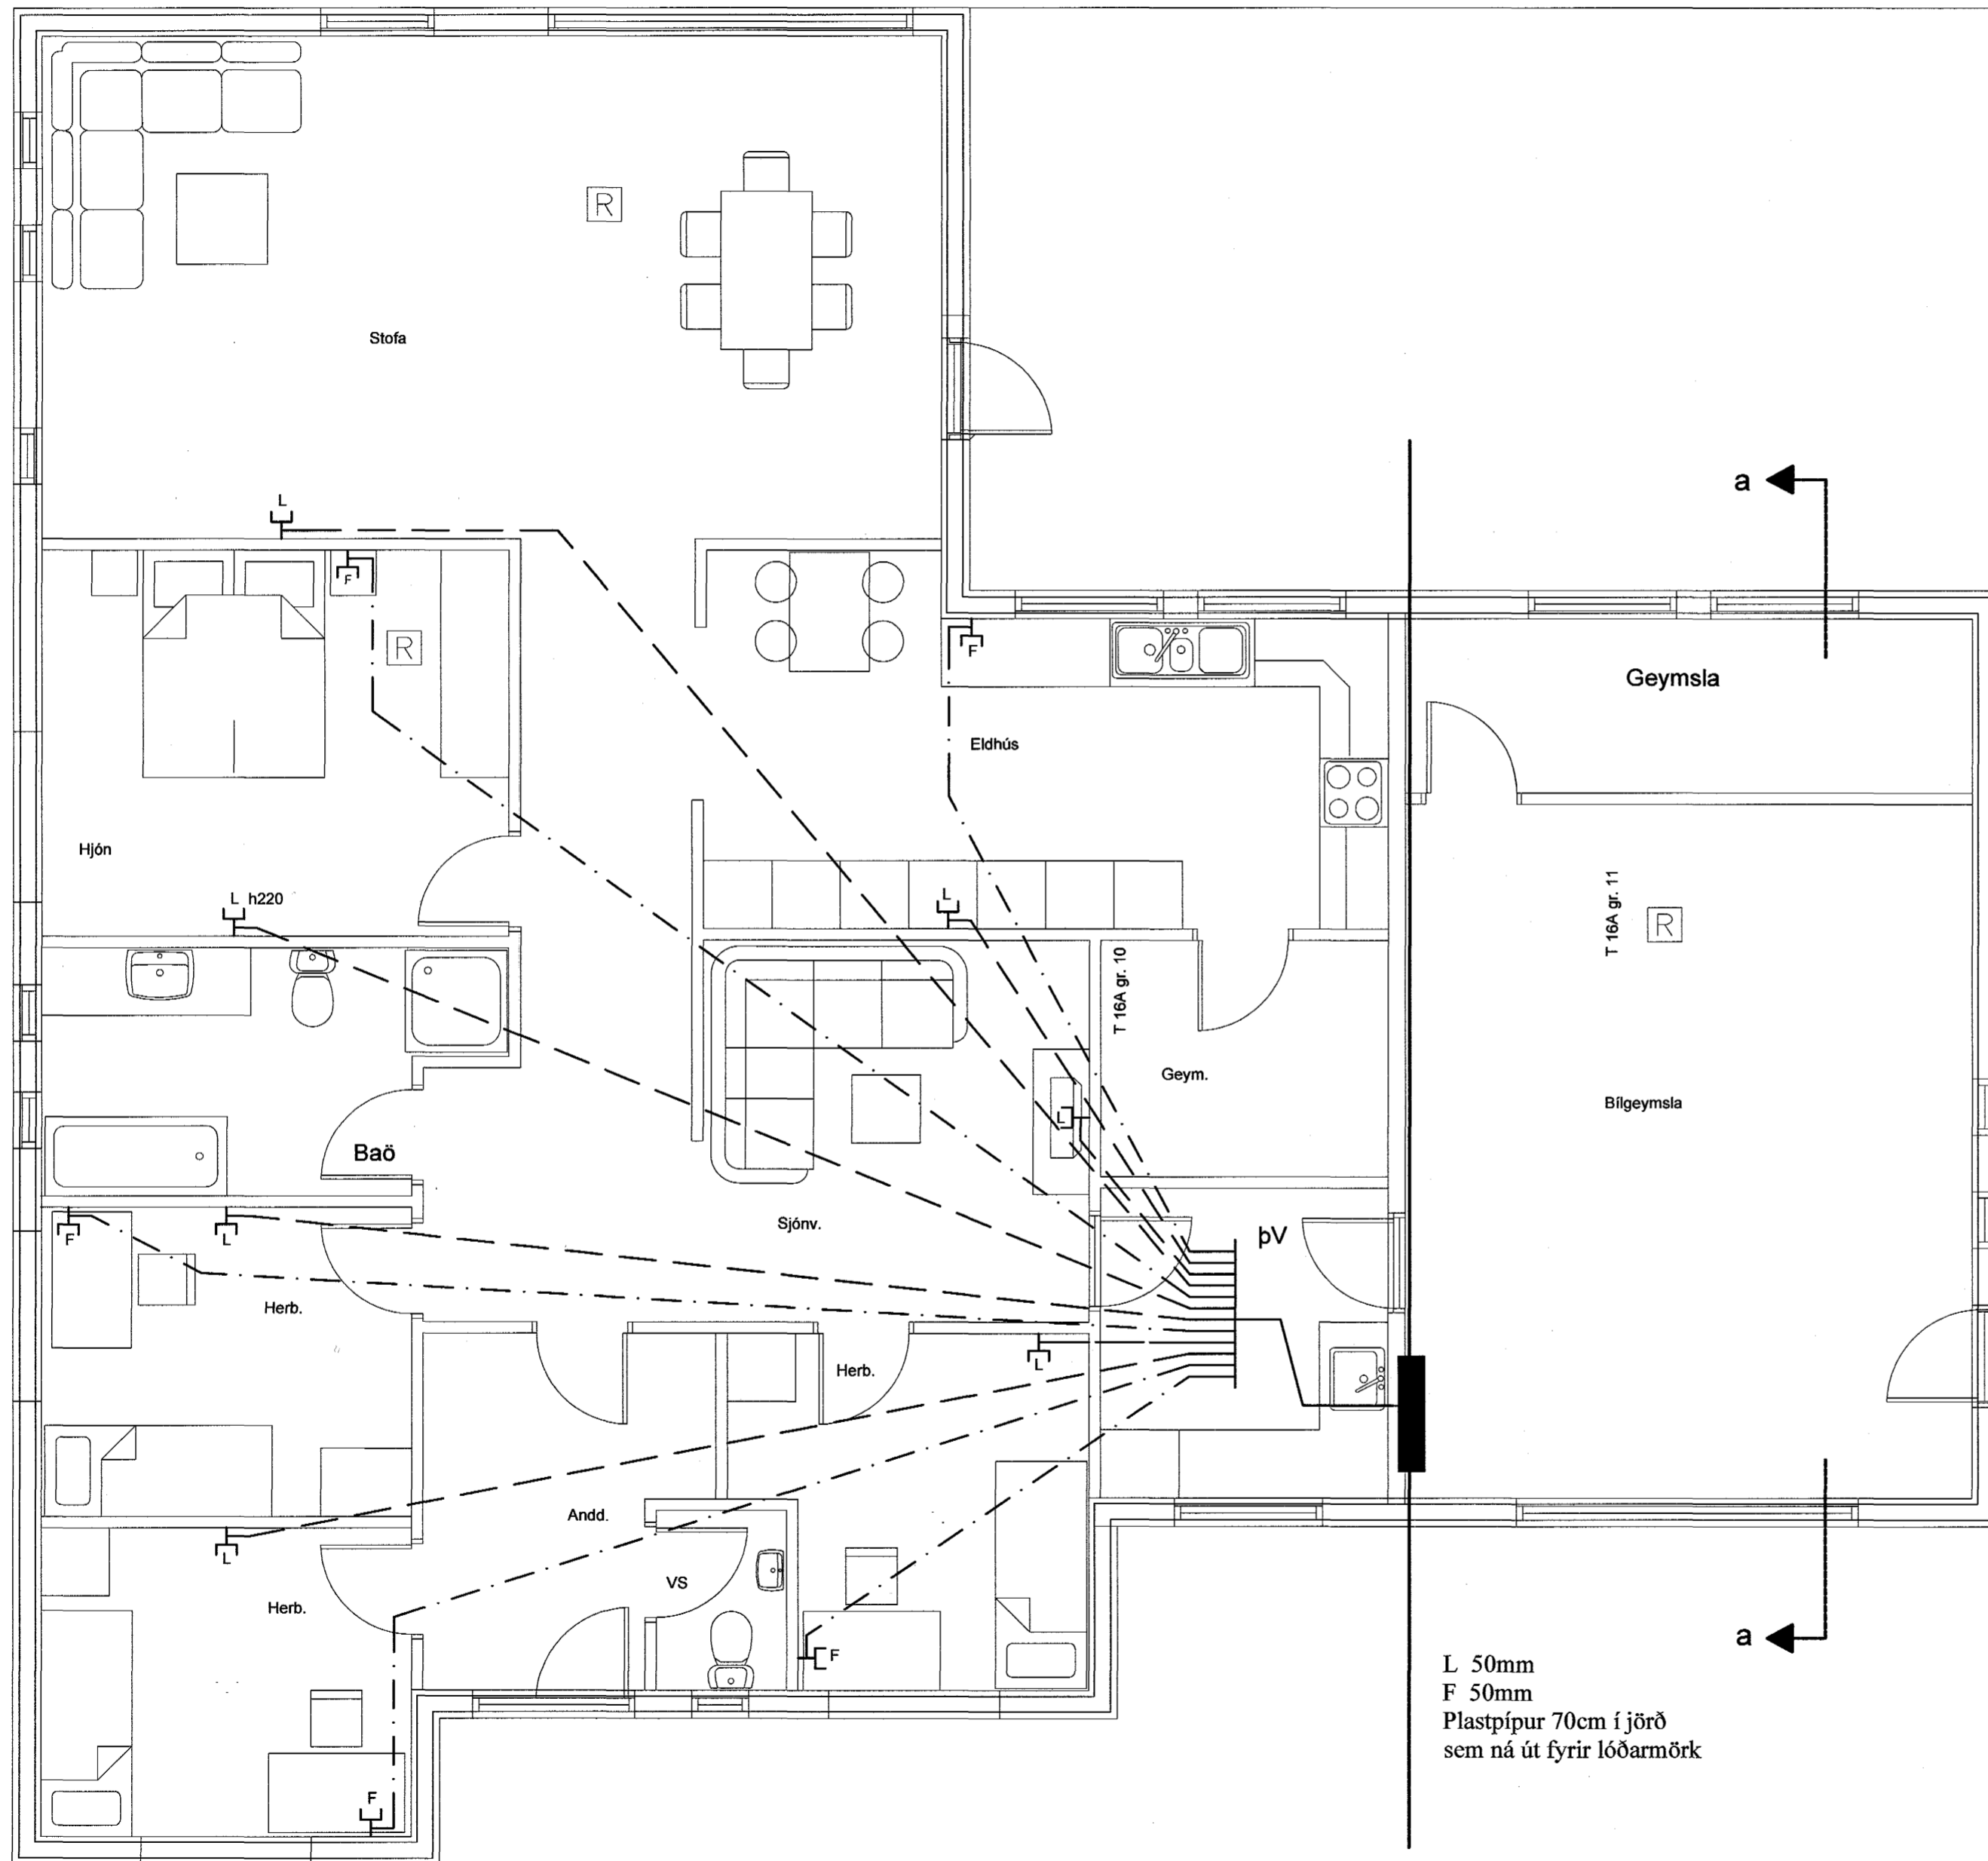 R
Stofa
a
L
F
R
F
Geymsla
Eldhús
Hjón
L h220
L
T 16A gr. 11
R
T 16A gr. 10
Geym.
L
Bílgeymsla
Baö
Sjónv.
F
L
þV
Herb.
L
Herb.
Andd.
L
VS
Herb.
F
a
L 50mm
F 50mm
Plastpípur 70cm í jörð
sem ná út fyrir lóðarmörk
F